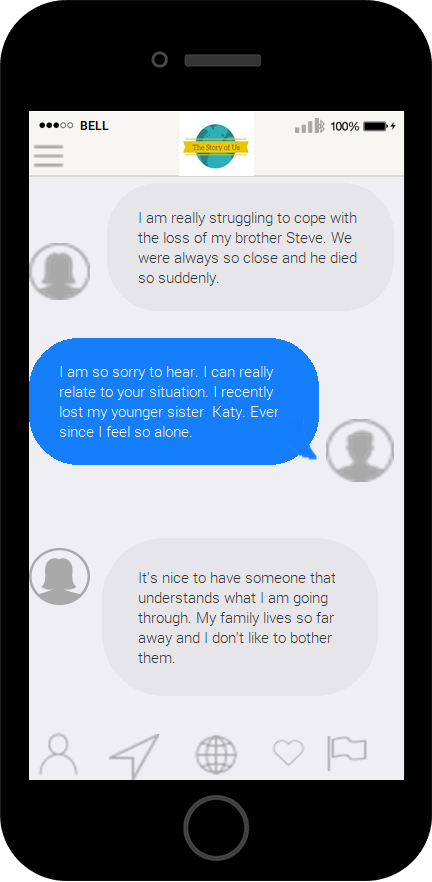 BELL
100%
The Story of Us
I am really struggling to cope with
the loss of my brother Steve. We
were always so close and he died
so suddenly.
I am so sorry to hear. I can really
relate to your situation. I recently
lost my younger sister Katy. Ever
since I feel so alone.
It's nice to have someone that
understands what I am going
through. My family lives so far
away and I don't like to bother
them.